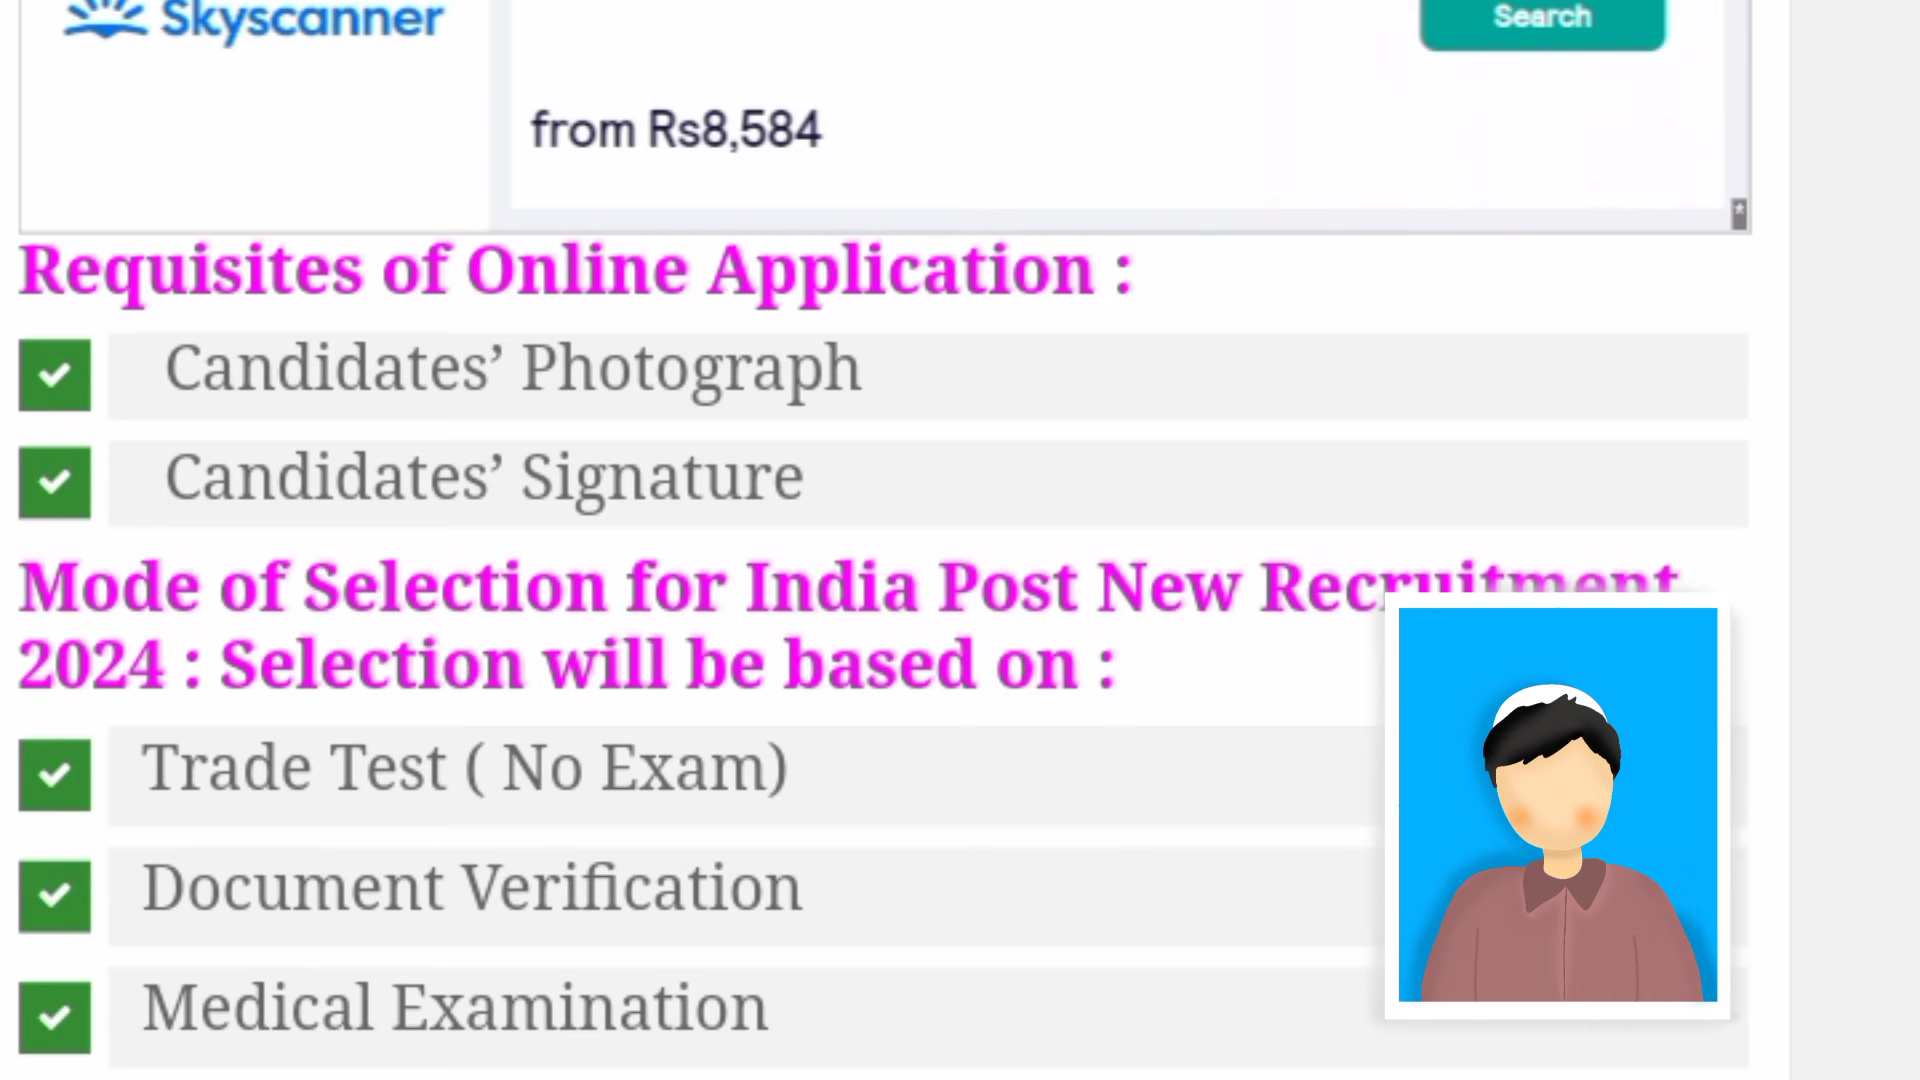 Skyscanner
Search
from Rs8,584
Requisites of Online Application :
Candidates’ Photograph
Candidates’ Signature
Mode of Selection for India Post New Recruitment
2024 : Selection will be based on :
Trade Test ( No Exam)
Document Verification
Medical Examination